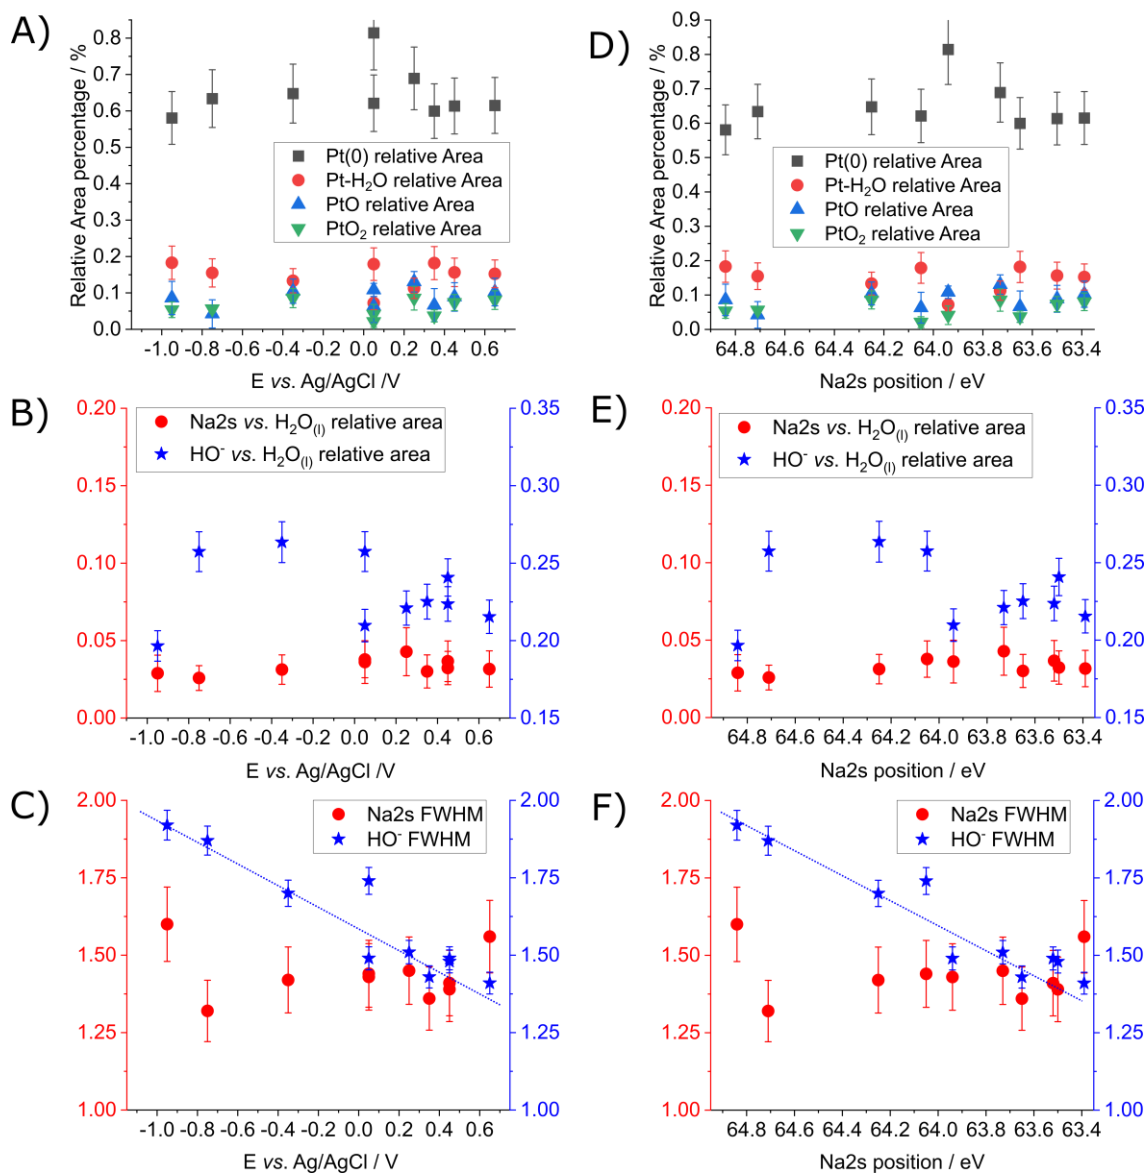 A)
Relative Area percentage / %
0.8
0.7
0.6
0.5
0.4
0.3
0.2
0.1
0.0
Pt(0) relative Area
Pt-H₂O relative Area
PtO relative Area
PtO₂ relative Area
-1.0 -0.8 -0.6 -0.4 -0.2 0.0 0.2 0.4 0.6
E vs. Ag/AgCl /V
D)
Relative Area percentage / %
0.9
0.8
0.7
0.6
0.5
0.4
0.3
0.2
0.1
0.0
Pt(0) relative Area
Pt-H₂O relative Area
PtO relative Area
PtO₂ relative Area
64.8 64.6 64.4 64.2 64.0 63.8 63.6 63.4
Na2s position / eV
B)
0.20
0.15
0.10
0.05
0.00
Na2s vs. H₂O₍ₗ₎ relative area
HO⁻ vs. H₂O₍ₗ₎ relative area
0.35
0.30
0.25
0.20
0.15
-1.0 -0.8 -0.6 -0.4 -0.2 0.0 0.2 0.4 0.6
E vs. Ag/AgCl /V
E)
0.20
0.15
0.10
0.05
0.00
Na2s vs. H₂O₍ₗ₎ relative area
HO⁻ vs. H₂O₍ₗ₎ relative area
0.35
0.30
0.25
0.20
0.15
64.8 64.6 64.4 64.2 64.0 63.8 63.6 63.4
Na2s position / eV
C)
2.00
1.75
1.50
1.25
1.00
Na2s FWHM
HO⁻ FWHM
2.00
1.75
1.50
1.25
1.00
-1.0 -0.8 -0.6 -0.4 -0.2 0.0 0.2 0.4 0.6
E vs. Ag/AgCl / V
F)
2.00
1.75
1.50
1.25
1.00
Na2s FWHM
HO⁻ FWHM
2.00
1.75
1.50
1.25
1.00
64.8 64.6 64.4 64.2 64.0 63.8 63.6 63.4
Na2s position / eV